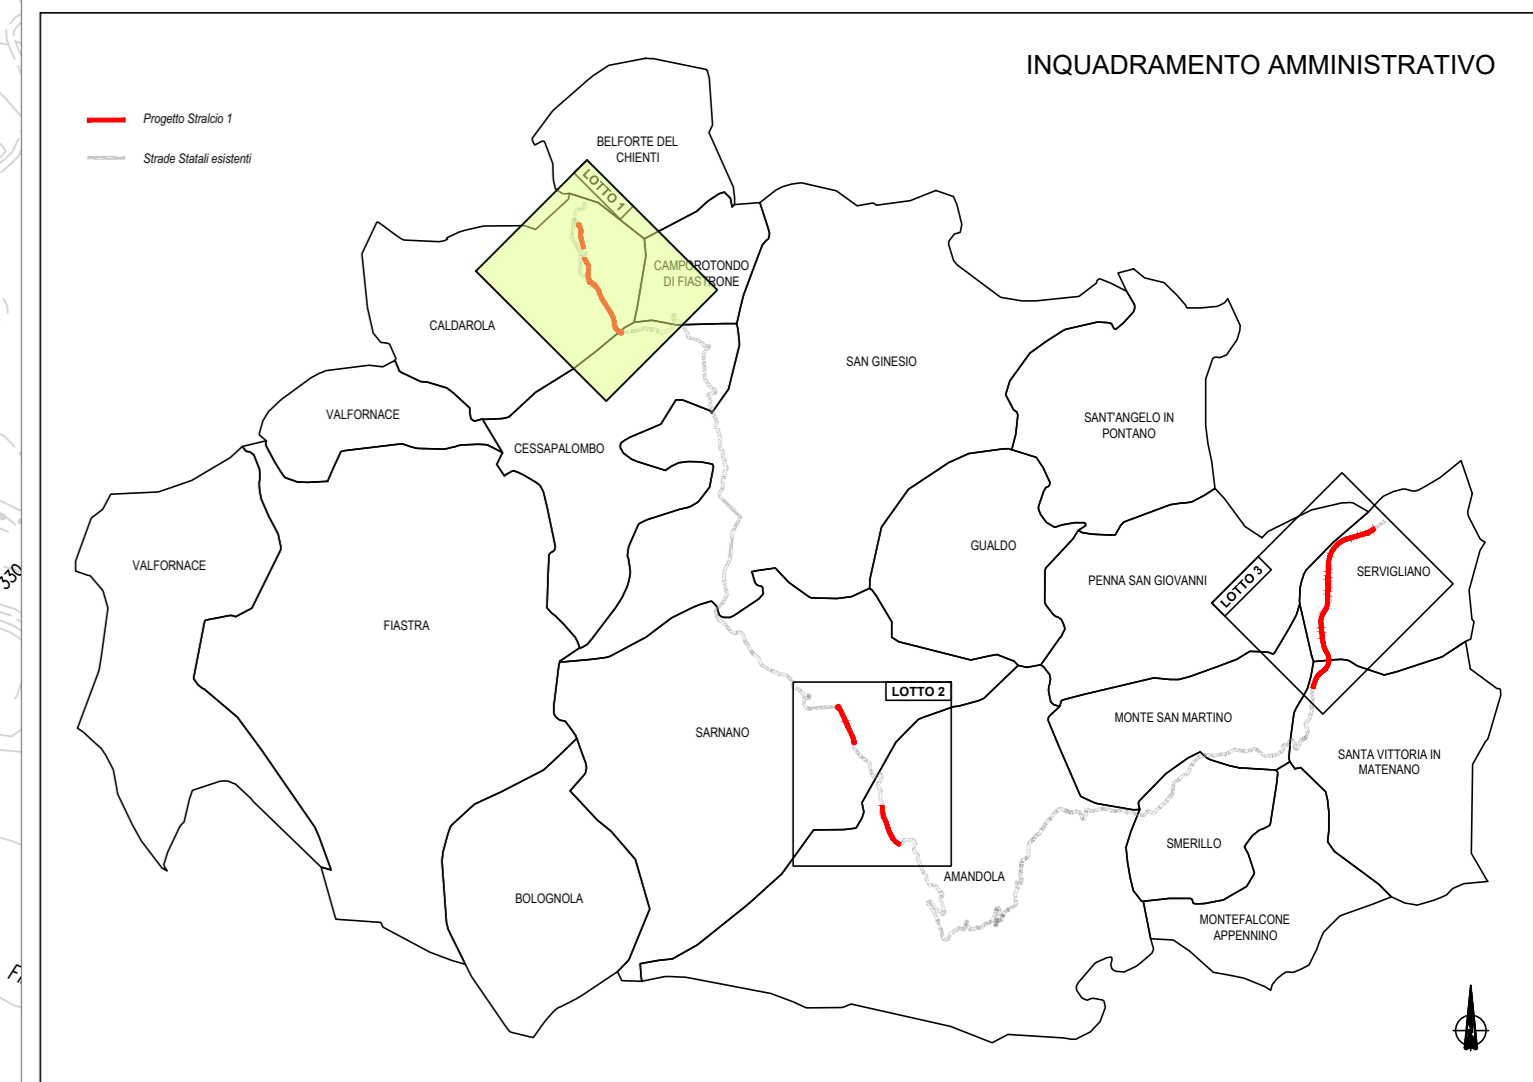 INQUADRAMENTO AMMINISTRATIVO
Progetto Stralcio 1
Strade Statali esistenti
BELFORTE DEL
CHIENTI
LOTTO 1
CAMPOROTONDO
DI FIASTRONE
CALDAROLA
SAN GINESIO
VALFORNACE
CESSAPALOMBO
SANT'ANGELO IN
PONTANO
GUALDO
VALFORNACE
PENNA SAN GIOVANNI
LOTTO 3
SERVIGLIANO
330
FIASTRA
LOTTO 2
SARNANO
MONTE SAN MARTINO
SANTA VITTORIA IN
MATENANO
SMERILLO
AMANDOLA
BOLOGNOLA
MONTEFALCONE
APPENNINO